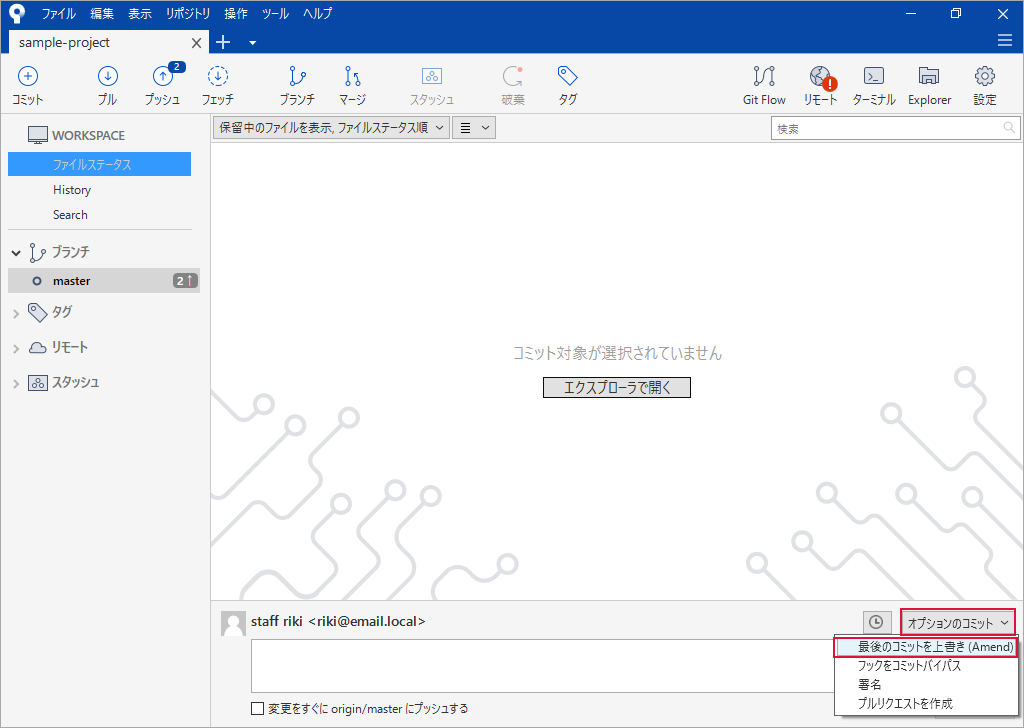 ファイル 編集 表示 リポジトリ 操作 ツール ヘルプ
sample-project
コミット プル 2 プッシュ フェッチ ブランチ マージ スタッシュ 破棄 タグ Git Flow リモート ターミナル Explorer 設定
WORKSPACE
ファイルステータス
History
Search
ブランチ
master 2↑
タグ
リモート
スタッシュ
保留中のファイルを表示, ファイルステータス順
検索
コミット対象が選択されていません
エクスプローラで開く
staff riki <riki@email.local>
オプションのコミット
最後のコミットを上書き (Amend)
フックをコミットバイパス
署名
プルリクエストを作成
変更をすぐに origin/master にプッシュする